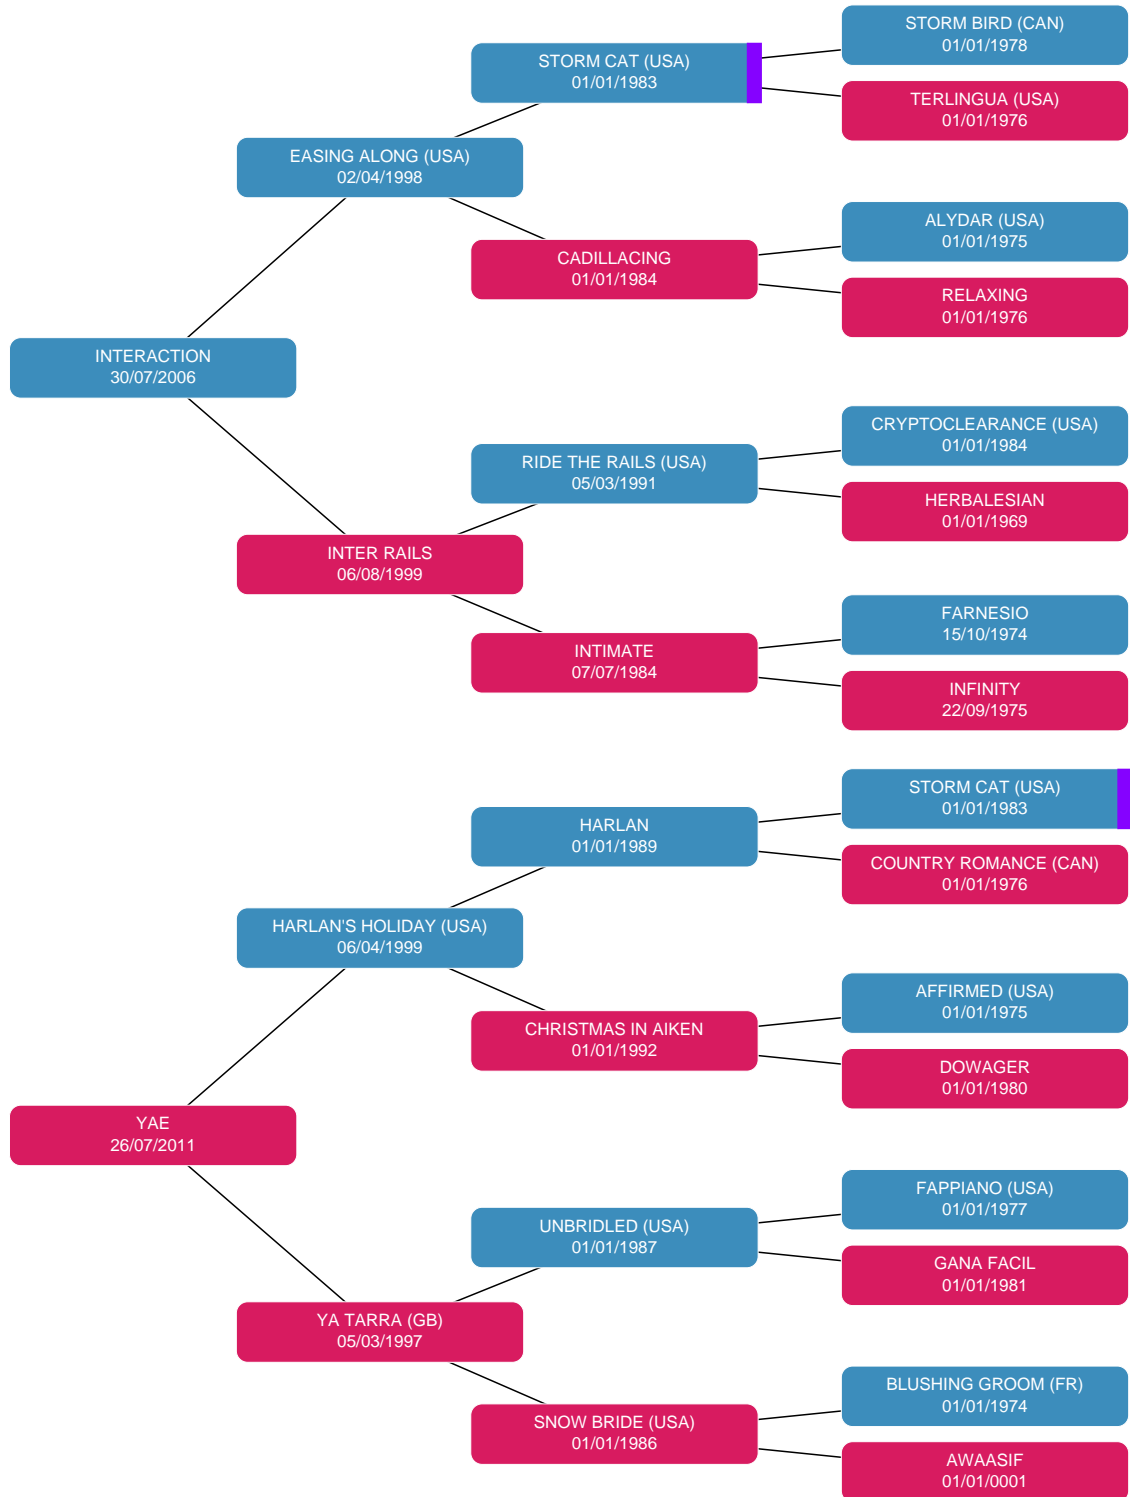 STORM BIRD (CAN)
01/01/1978
STORM CAT (USA)
01/01/1983
TERLINGUA (USA)
01/01/1976
EASING ALONG (USA)
02/04/1998
ALYDAR (USA)
01/01/1975
CADILLACING
01/01/1984
RELAXING
01/01/1976
INTERACTION
30/07/2006
CRYPTOCLEARANCE (USA)
01/01/1984
RIDE THE RAILS (USA)
05/03/1991
HERBALESIAN
01/01/1969
INTER RAILS
06/08/1999
FARNESIO
15/10/1974
INTIMATE
07/07/1984
INFINITY
22/09/1975
STORM CAT (USA)
01/01/1983
HARLAN
01/01/1989
COUNTRY ROMANCE (CAN)
01/01/1976
HARLAN'S HOLIDAY (USA)
06/04/1999
AFFIRMED (USA)
01/01/1975
CHRISTMAS IN AIKEN
01/01/1992
DOWAGER
01/01/1980
YAE
26/07/2011
FAPPIANO (USA)
01/01/1977
UNBRIDLED (USA)
01/01/1987
GANA FACIL
01/01/1981
YA TARRA (GB)
05/03/1997
BLUSHING GROOM (FR)
01/01/1974
SNOW BRIDE (USA)
01/01/1986
AWAASIF
01/01/0001